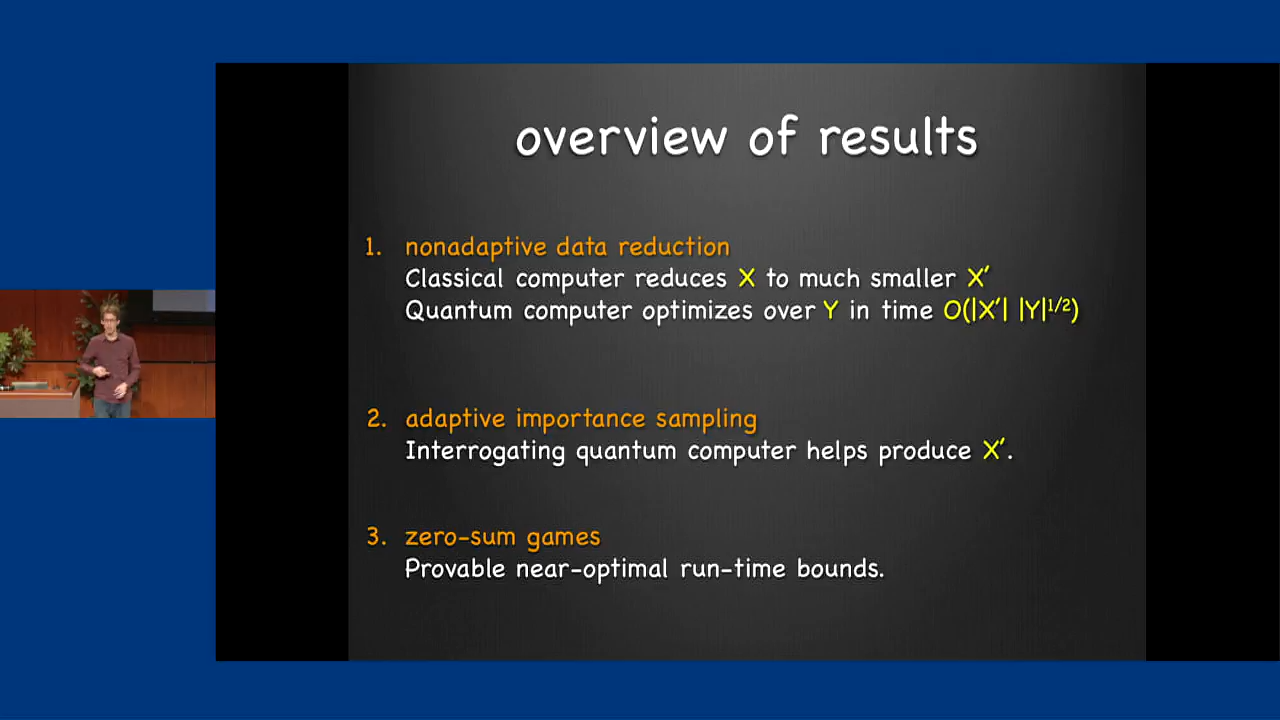 overview of results
1. nonadaptive data reduction
Classical computer reduces X to much smaller X′
Quantum computer optimizes over Y in time O(|X′| |Y|^1/2)
2. adaptive importance sampling
Interrogating quantum computer helps produce X′.
3. zero-sum games
Provable near-optimal run-time bounds.